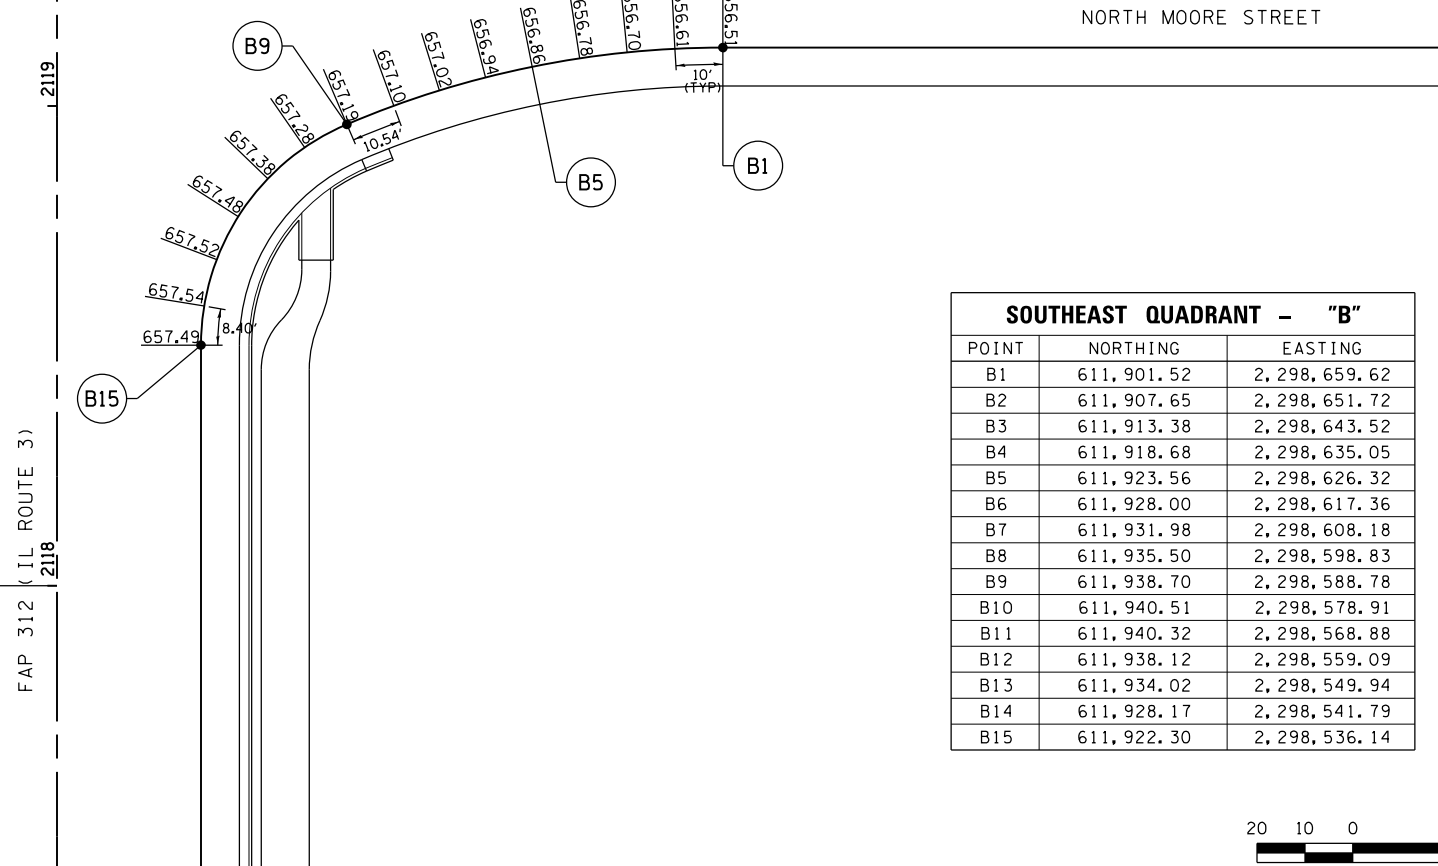 NORTH MOORE STREET
656.51
656.61
656.70
656.78
656.86
656.94
657.02
657.10
657.19
657.28
657.38
657.48
657.52
657.54
657.49
10'
(TYP)
10.54'
8.40'
B9
B5
B1
B15
2119
2118
FAP 312 (IL ROUTE 3)
SOUTHEAST QUADRANT – "B"
POINT NORTHING EASTING
B1 611,901.52 2,298,659.62
B2 611,907.65 2,298,651.72
B3 611,913.38 2,298,643.52
B4 611,918.68 2,298,635.05
B5 611,923.56 2,298,626.32
B6 611,928.00 2,298,617.36
B7 611,931.98 2,298,608.18
B8 611,935.50 2,298,598.83
B9 611,938.70 2,298,588.78
B10 611,940.51 2,298,578.91
B11 611,940.32 2,298,568.88
B12 611,938.12 2,298,559.09
B13 611,934.02 2,298,549.94
B14 611,928.17 2,298,541.79
B15 611,922.30 2,298,536.14
20 10 0